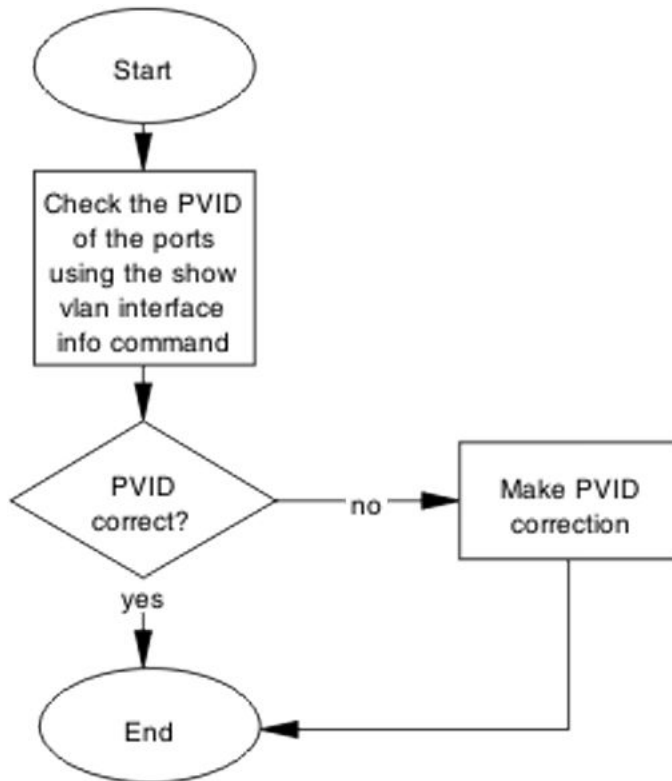 Start
Check the PVID
of the ports
using the show
vlan interface
info command
PVID
correct?
no
Make PVID
correction
yes
End